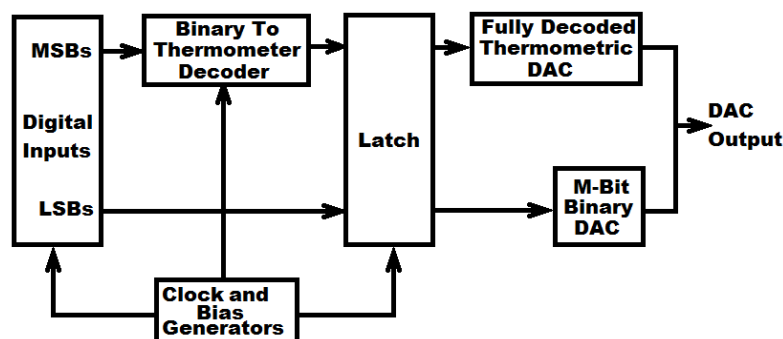 MSBs
Digital
Inputs
LSBs
Binary To
Thermometer
Decoder
Latch
Fully Decoded
Thermometric
DAC
M-Bit
Binary
DAC
DAC
Output
Clock and
Bias
Generators